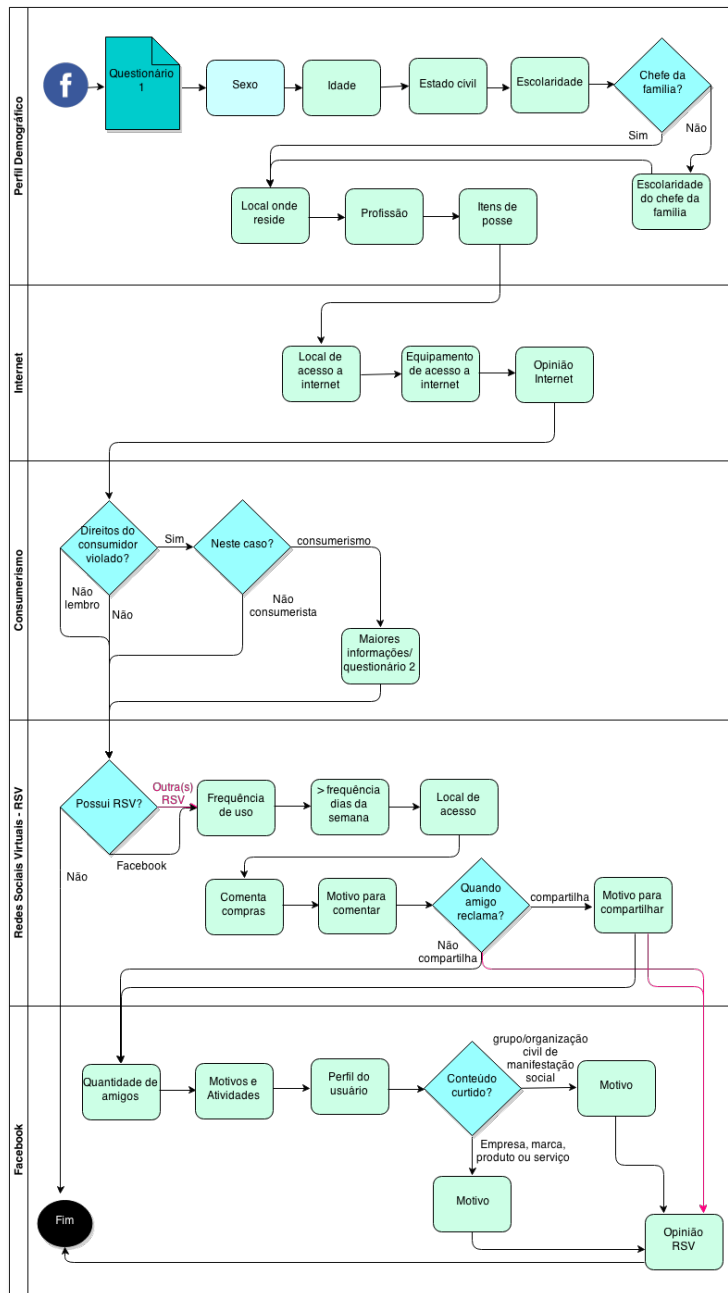 Perfil Demográfico
f
Questionário
1
Sexo
Idade
Estado civil
Escolaridade
Chefe da
familia?
Sim
Não
Escolaridade
do chefe da
familia
Local onde
reside
Profissão
Itens de
posse
Internet
Local de
acesso a
internet
Equipamento
de acesso a
internet
Opinião
Internet
Consumerismo
Direitos do
consumidor
violado?
Sim
Neste caso?
consumerismo
Não
lembro
Não
Não
consumerista
Maiores
informações/
questionário 2
Redes Sociais Virtuais - RSV
Possui RSV?
Outra(s)
RSV
Facebook
Não
Frequência
de uso
> frequência
dias da
semana
Local de
acesso
Comenta
compras
Motivo para
comentar
Quando
amigo
reclama?
compartilha
Motivo para
compartilhar
Não
compartilha
Facebook
Quantidade de
amigos
Motivos e
Atividades
Perfil do
usuário
Conteúdo
curtido?
grupo/organização
civil de
manifestação
social
Motivo
Empresa, marca,
produto ou serviço
Motivo
Opinião
RSV
Fim